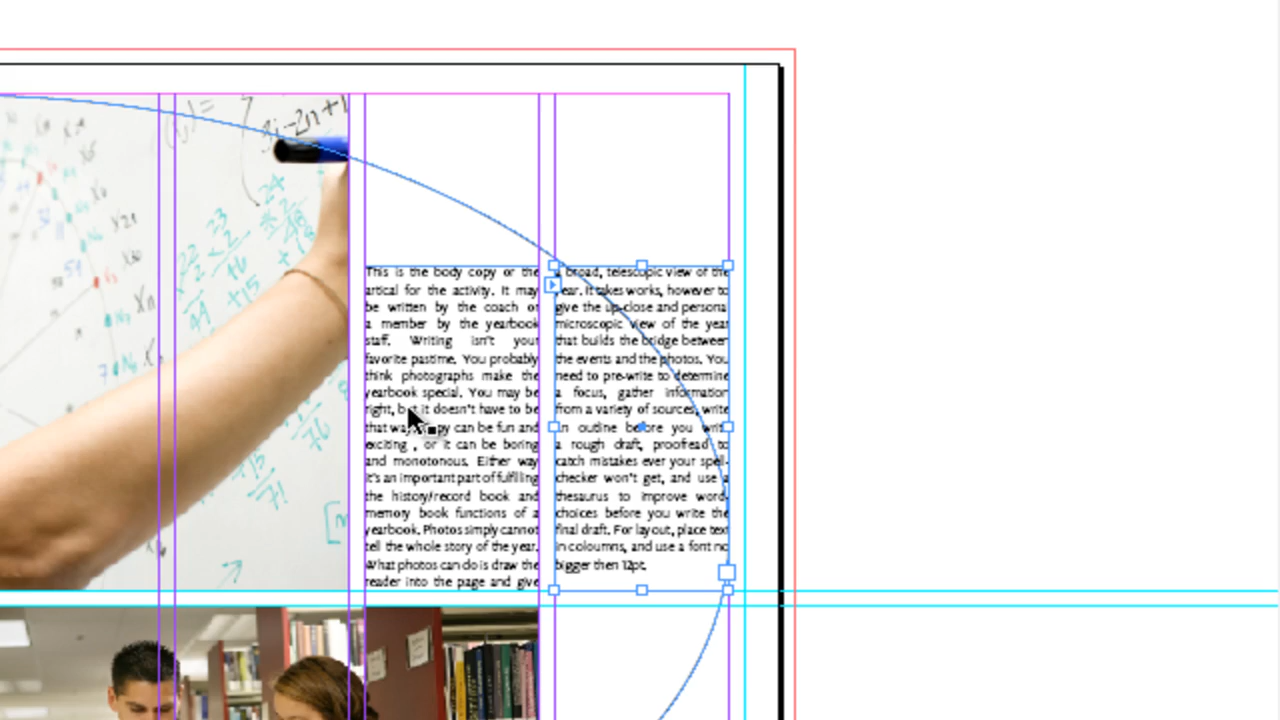 This is the body copy or the
artical for the activity. It may
be written by the coach or
a member by the yearbook
staff. Writing isn't your
favorite pastime. You probably
think photographs make the
yearbook special. You may be
right, but it doesn't have to be
that way. Copy can be fun and
exciting , or it can be boring
and monotonous. Either way
it's an important part of fulfiling
the history/record book and
memory book functions of a
yearbook. Photos simply cannot
tell the whole story of the year.
What photos can do is draw the
reader into the page and give
a broad, telescopic view of the
year. It takes works, however to
give the up-close and personal
microscopic view of the year
that builds the bridge between
the events and the photos. You
need to pre-write to determine
a focus, gather information
from a variety of sources, write
an outline before you write
a rough draft, proofread to
catch mistakes ever your spell-
checker won't get, and use a
thesaurus to improve word-
choices before you write the
final draft. For layout, place text
in coloumns, and use a font no
bigger then 12pt.